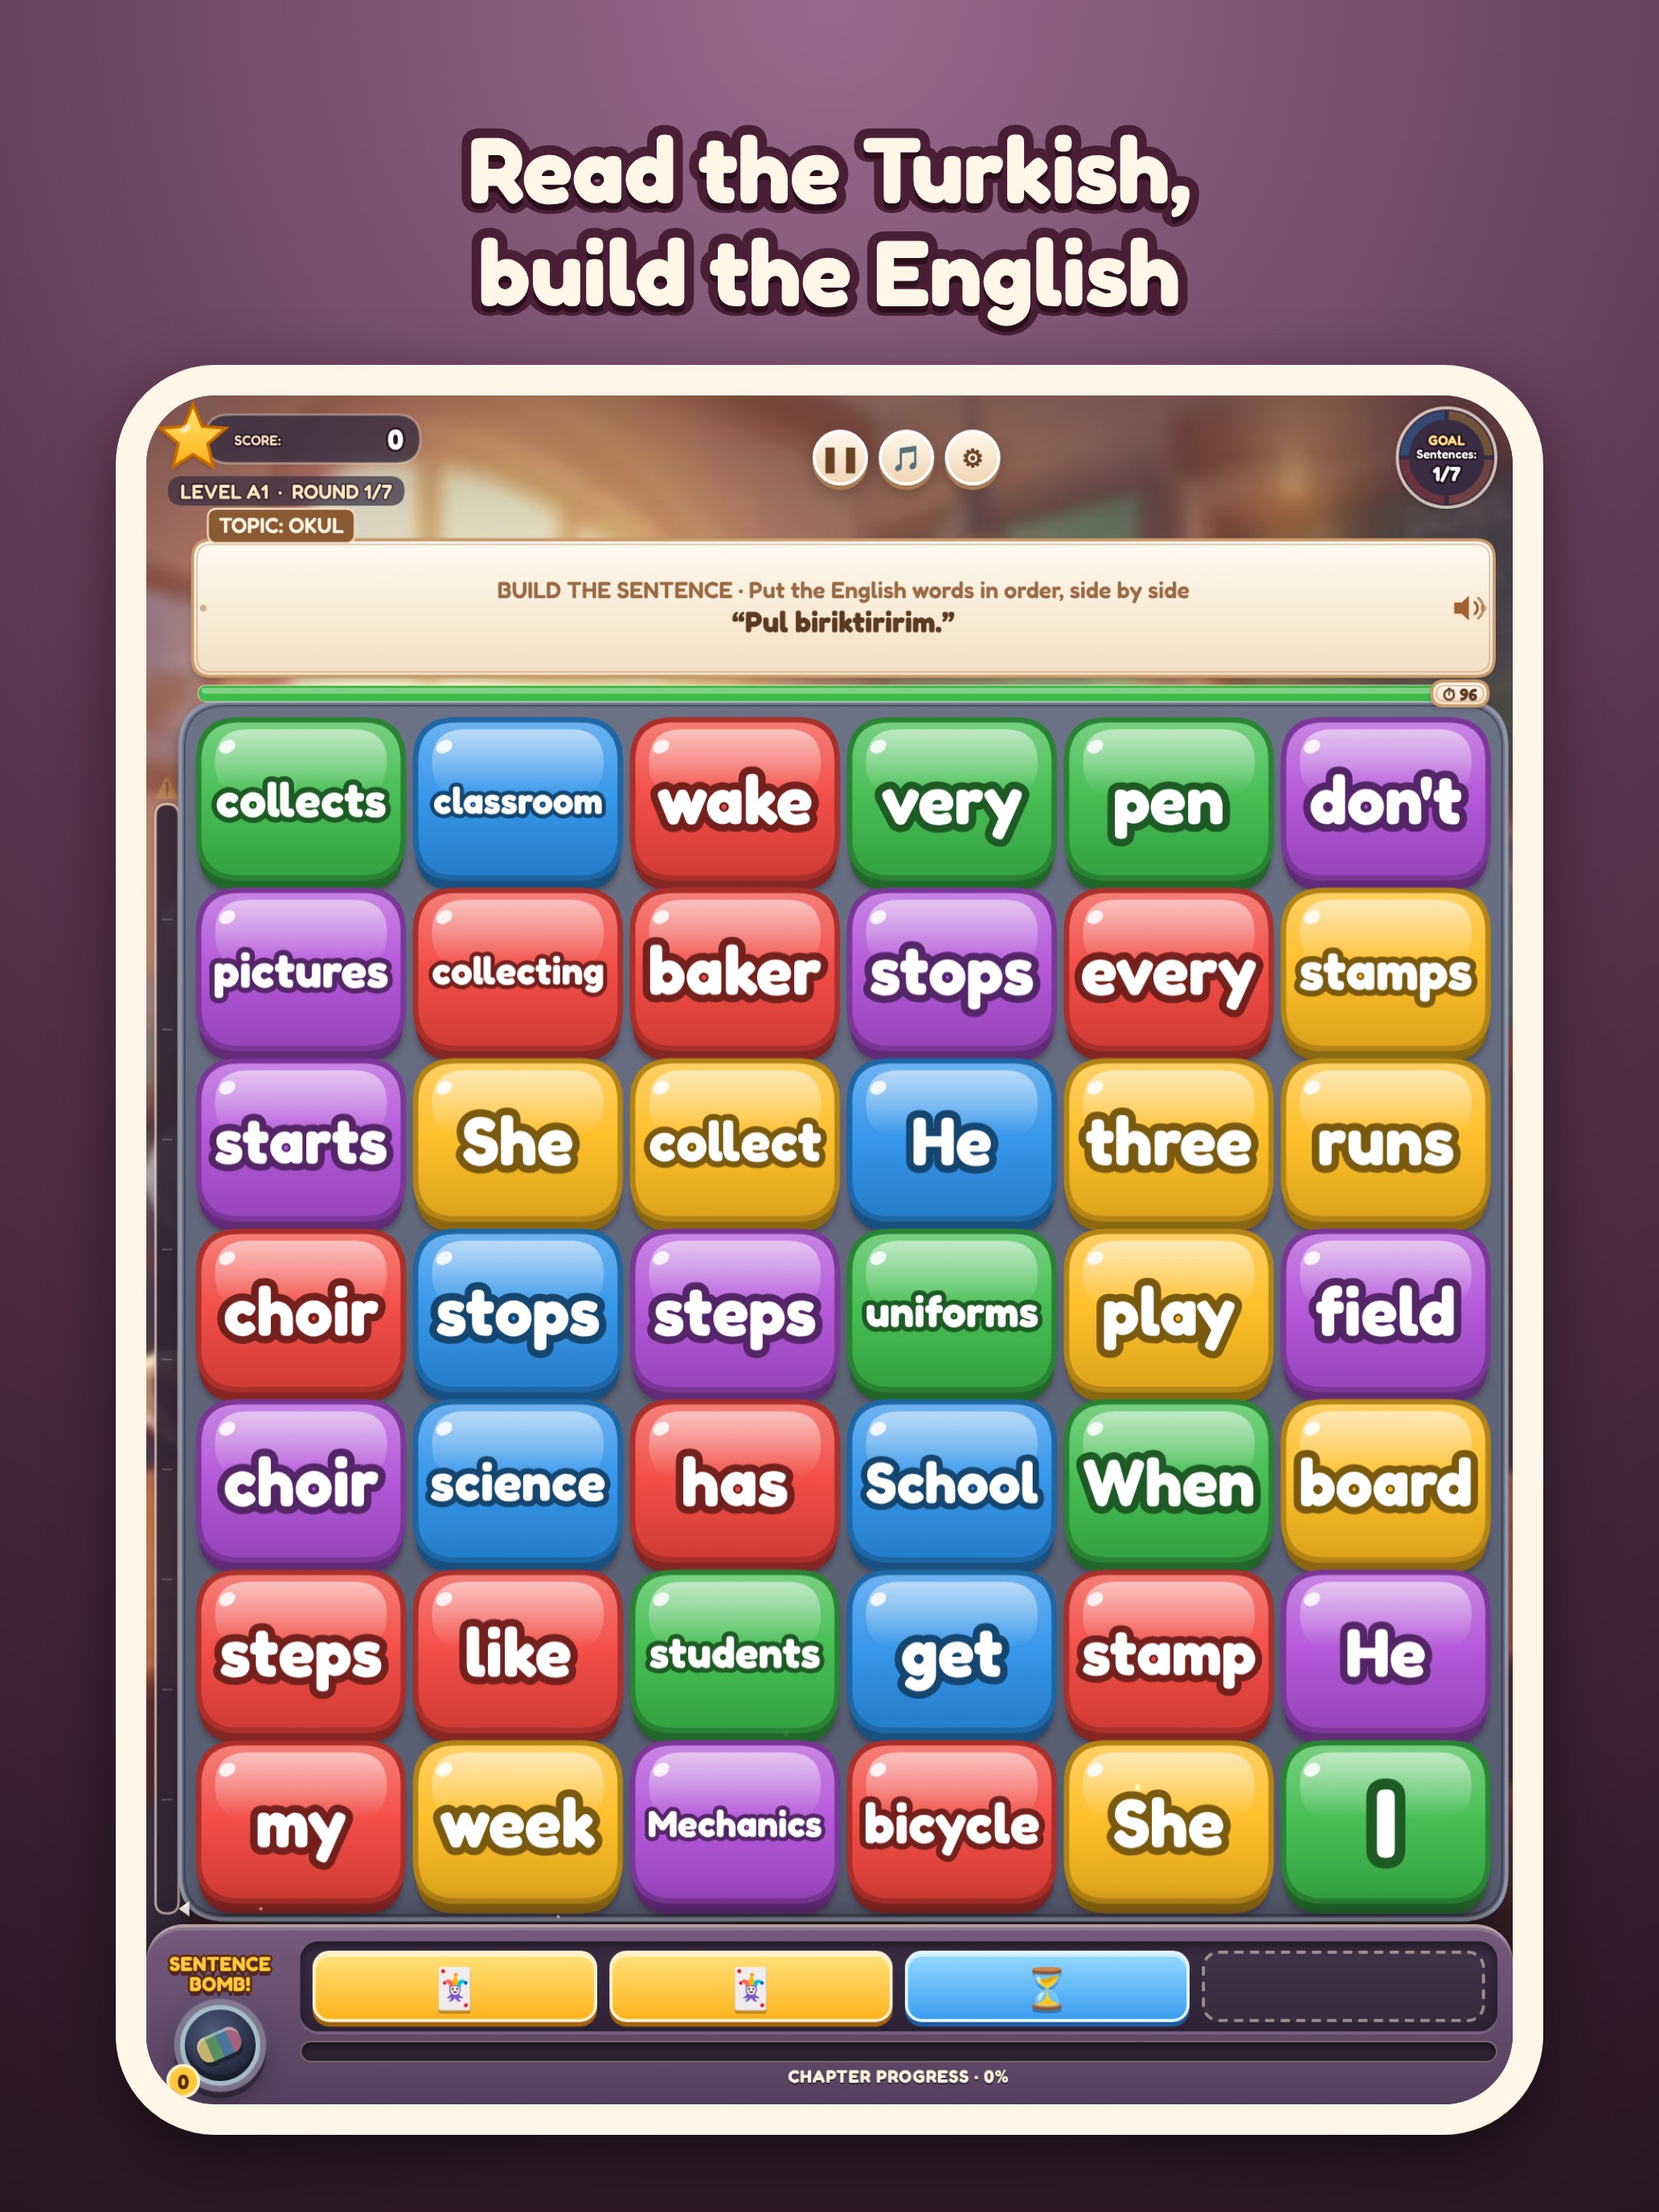 Read the Turkish,
build the English
SCORE: 0
LEVEL A1 · ROUND 1/7
TOPIC: OKUL
GOAL
Sentences:
1/7
BUILD THE SENTENCE · Put the English words in order, side by side
“Pul biriktiririm.”
96
collects classroom wake very pen don't
pictures collecting baker stops every stamps
starts She collect He three runs
choir stops steps uniforms play field
choir science has School When board
steps like students get stamp He
my week Mechanics bicycle She I
SENTENCE
BOMB!
0
CHAPTER PROGRESS · 0%